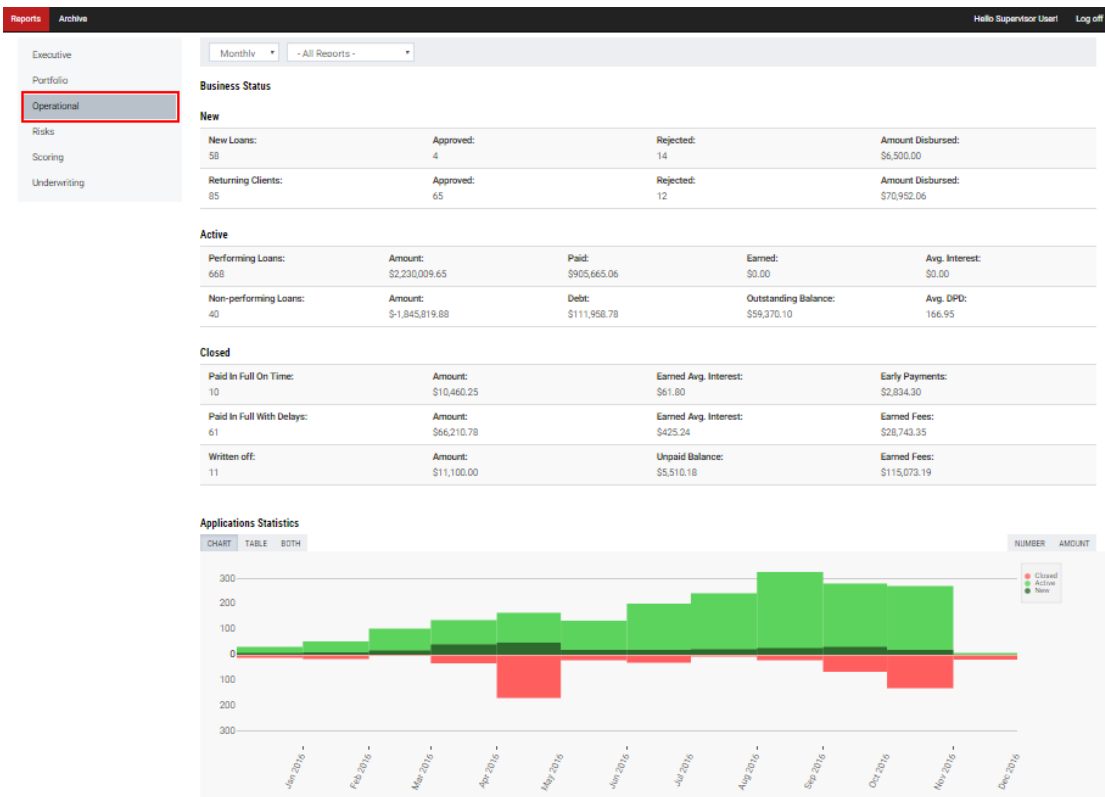 Reports Archive Hello Supervisor User! Log off
Executive
Portfolio
Operational
Risks
Scoring
Underwriting
Monthly - All Reports -
Business Status
New
New Loans: Approved: Rejected: Amount Disbursed:
58 4 14 $6,500.00
Returning Clients: Approved: Rejected: Amount Disbursed:
85 65 12 $70,952.06
Active
Performing Loans: Amount: Paid: Earned: Avg. Interest:
668 $2,230,009.65 $905,665.06 $0.00 $0.00
Non-performing Loans: Amount: Debt: Outstanding Balance: Avg. DPD:
40 $-1,845,819.88 $111,958.78 $59,370.10 166.95
Closed
Paid In Full On Time: Amount: Earned Avg. Interest: Early Payments:
10 $10,460.25 $61.80 $2,834.30
Paid In Full With Delays: Amount: Earned Avg. Interest: Earned Fees:
61 $66,210.78 $425.24 $28,743.35
Written off: Amount: Unpaid Balance: Earned Fees:
11 $11,100.00 $5,510.18 $115,073.19
Applications Statistics
CHART TABLE BOTH NUMBER AMOUNT
Closed
Active
New
300
200
100
0
100
200
300
Jan 2016 Feb 2016 Mar 2016 Apr 2016 May 2016 Jun 2016 Jul 2016 Aug 2016 Sep 2016 Oct 2016 Nov 2016 Dec 2016